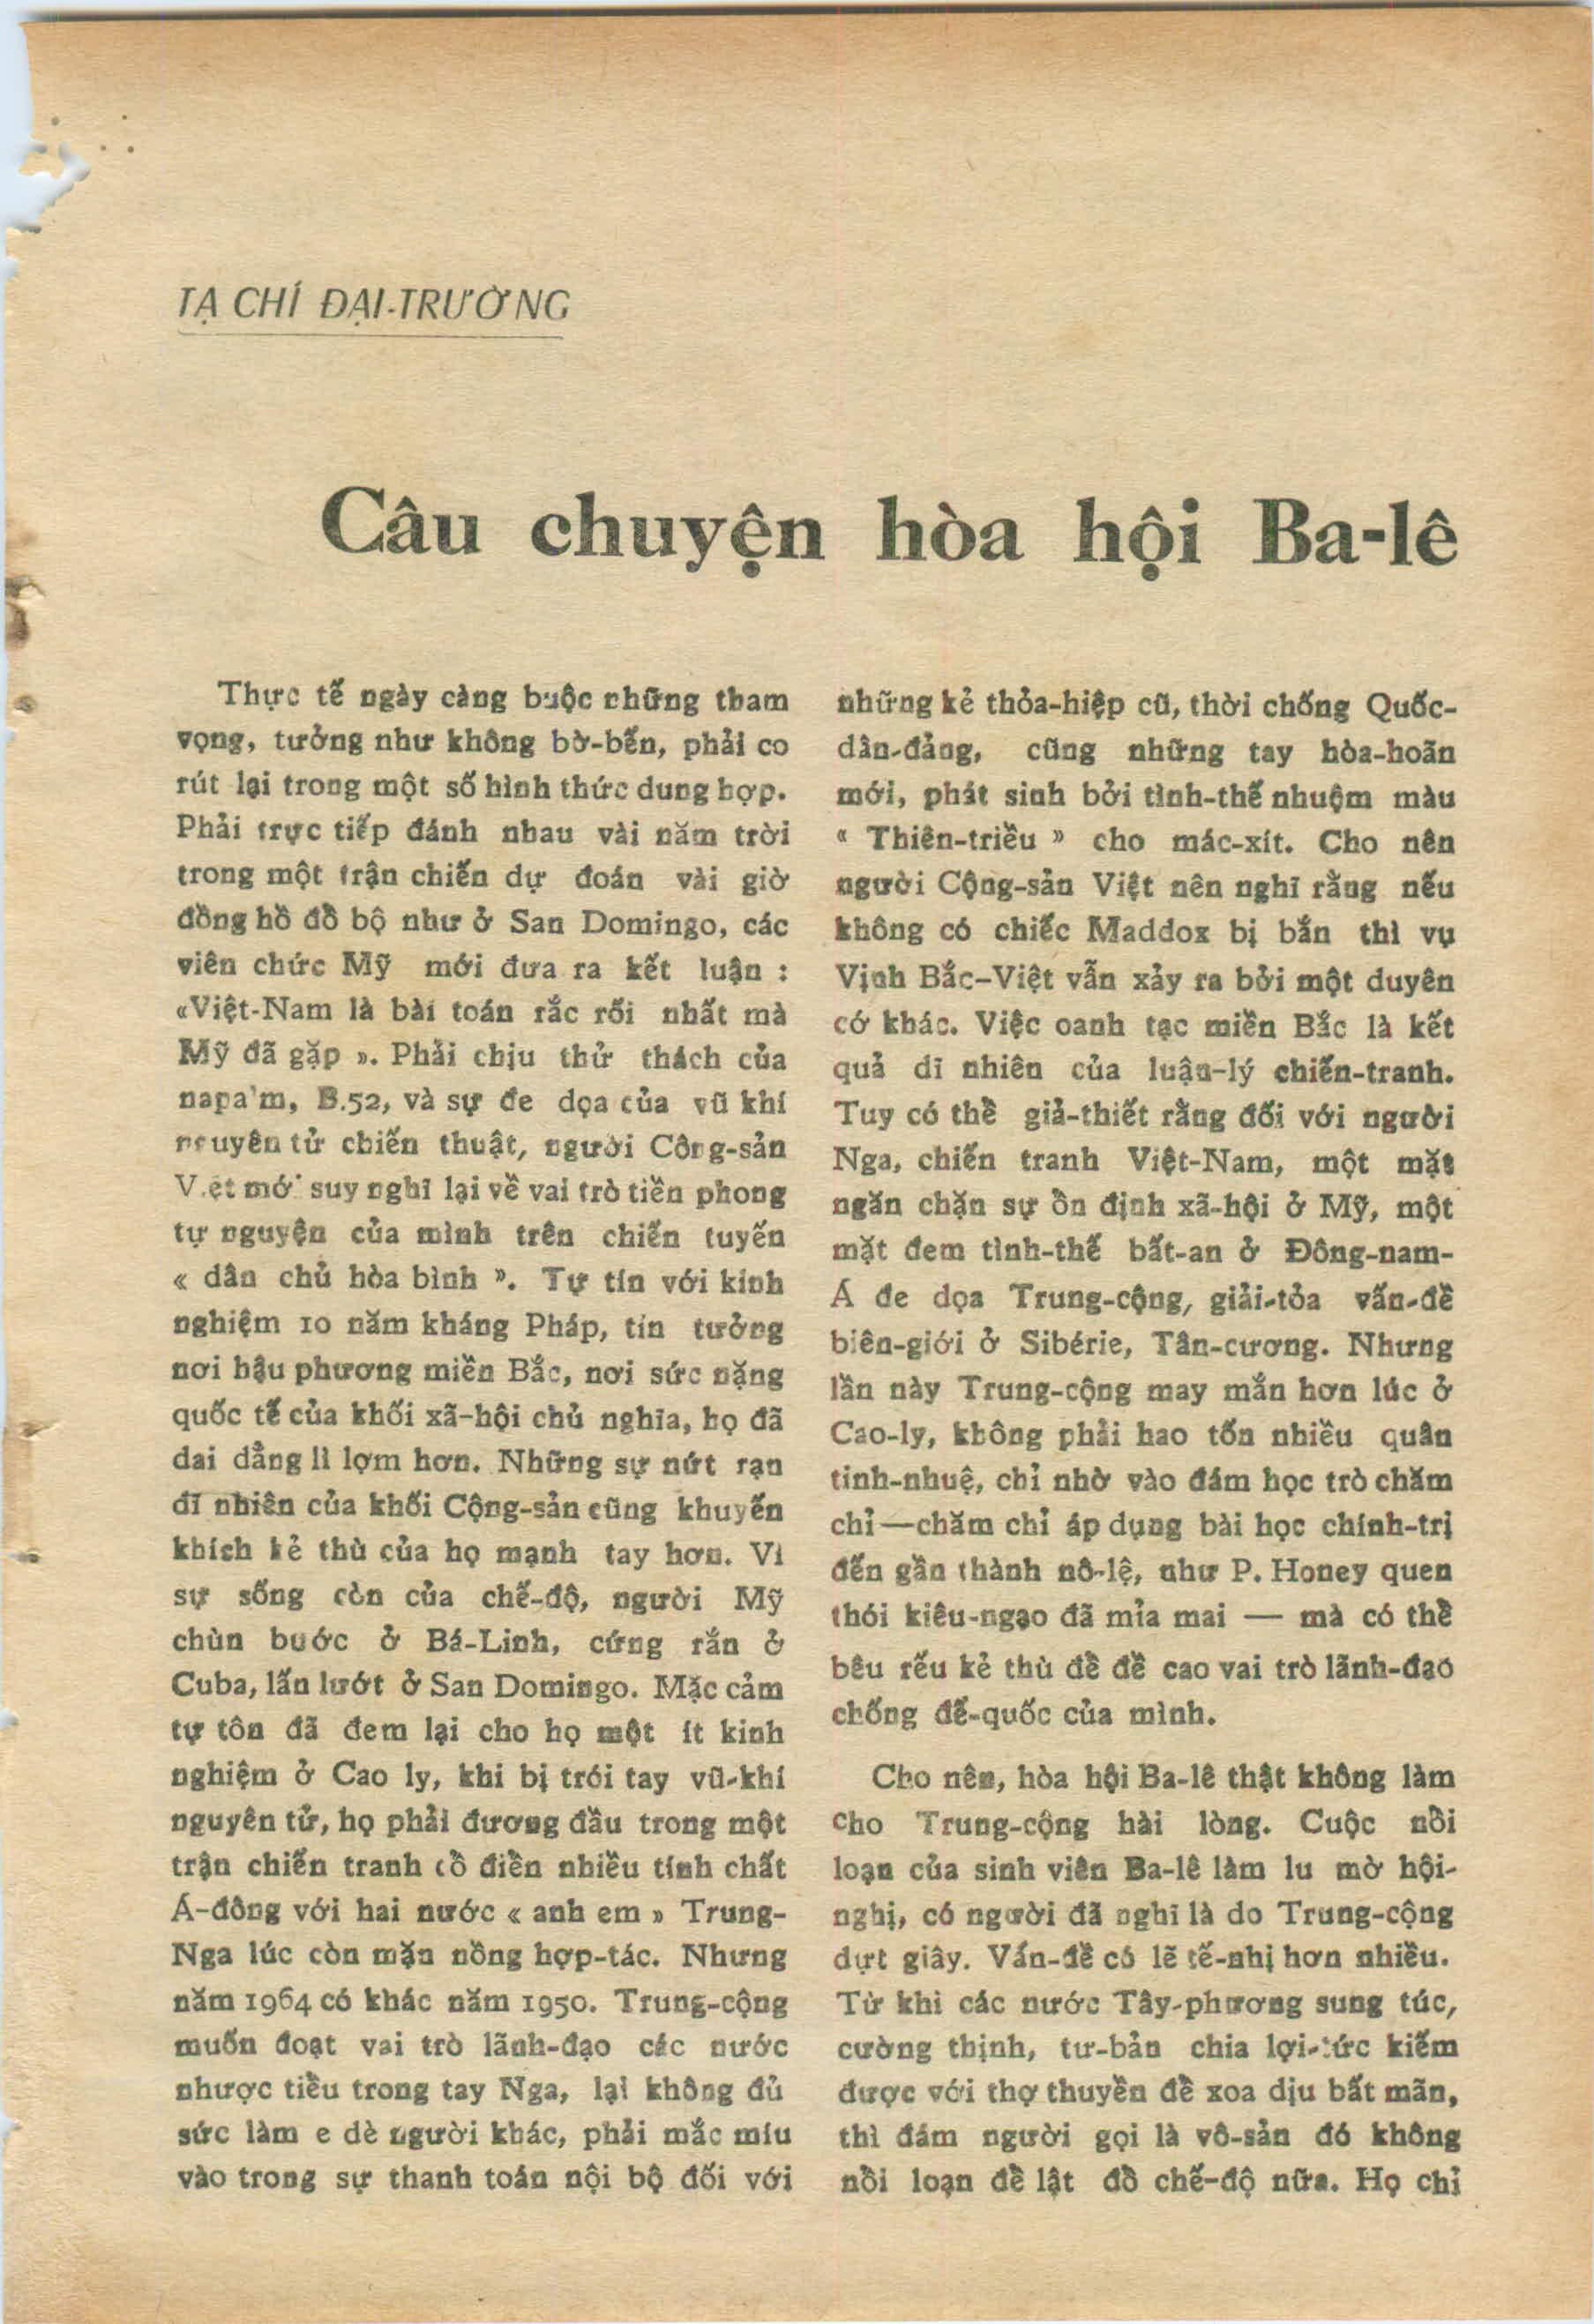 TẠ CHÍ ĐẠI-TRƯỜNG
Câu chuyện hòa hội Ba-lê
Thực tế ngày càng buộc những tham
vọng, tưởng như không bờ-bến, phải co
rút lại trong một số hình thức dung hợp.
Phải trực tiếp đánh nhau vài năm trời
trong một trận chiến dự đoán vài giờ
đồng hồ đổ bộ như ở San Domingo, các
viên chức Mỹ mới đưa ra kết luận :
«Việt-Nam là bài toán rắc rối nhất mà
Mỹ đã gặp ». Phải chịu thử thách của
napa'm, B.52, và sự đe dọa của vũ khí
nguyên tử chiến thuật, người Cộng-sản
Việt mới suy nghĩ lại về vai trò tiền phong
tự nguyện của mình trên chiến tuyến
« dân chủ hòa bình ». Tự tín với kinh
nghiệm 10 năm kháng Pháp, tin tưởng
nơi hậu phương miền Bắc, nơi sức nặng
quốc tế của khối xã-hội chủ nghĩa, họ đã
dai dẳng lì lợm hơn. Những sự nứt rạn
dĩ nhiên của khối Cộng-sản cũng khuyến
khích kẻ thù của họ mạnh tay hơn. Vì
sự sống còn của chế-độ, người Mỹ
chùn bước ở Bá-Linh, cứng rắn ở
Cuba, lấn lướt ở San Domingo. Mặc cảm
tự tôn đã đem lại cho họ một ít kinh
nghiệm ở Cao ly, khi bị trói tay vũ-khí
nguyên tử, họ phải đương đầu trong một
trận chiến tranh cổ điển nhiều tính chất
Á-đông với hai nước « anh em » Trung-
Nga lúc còn mặn nồng hợp-tác. Nhưng
năm 1964 có khác năm 1950. Trung-cộng
muốn đoạt vai trò lãnh-đạo các nước
nhược tiểu trong tay Nga, lại không đủ
sức làm e dè người khác, phải mắc míu
vào trong sự thanh toán nội bộ đối với
những kẻ thỏa-hiệp cũ, thời chống Quốc-
dân-đảng, cũng những tay hòa-hoãn
mới, phát sinh bởi tình-thế nhuộm màu
« Thiên-triều » cho mác-xít. Cho nên
người Cộng-sản Việt nên nghĩ rằng nếu
không có chiếc Maddox bị bắn thì vụ
Vịnh Bắc-Việt vẫn xảy ra bởi một duyên
cớ khác. Việc oanh tạc miền Bắc là kết
quả dĩ nhiên của luận-lý chiến-tranh.
Tuy có thể giả-thiết rằng đối với người
Nga, chiến tranh Việt-Nam, một mặt
ngăn chặn sự ổn định xã-hội ở Mỹ, một
mặt đem tình-thế bất-an ở Đông-nam-
Á đe dọa Trung-cộng, giải-tỏa vấn-đề
biên-giới ở Sibérie, Tân-cương. Nhưng
lần này Trung-cộng may mắn hơn lúc ở
Cao-ly, không phải hao tổn nhiều quân
tinh-nhuệ, chỉ nhờ vào đám học trò chăm
chỉ—chăm chỉ áp dụng bài học chính-trị
đến gần thành nô-lệ, như P. Honey quen
thói kiêu-ngạo đã mỉa mai — mà có thể
bêu rếu kẻ thù để đề cao vai trò lãnh-đạo
chống đế-quốc của mình.
Cho nên, hòa hội Ba-lê thật không làm
cho Trung-cộng hài lòng. Cuộc nổi
loạn của sinh viên Ba-lê làm lu mờ hội-
nghị, có người đã nghĩ là do Trung-cộng
dựt giây. Vấn-đề có lẽ tế-nhị hơn nhiều.
Từ khi các nước Tây-phương sung túc,
cường thịnh, tư-bản chia lợi-tức kiếm
được với thợ thuyền để xoa dịu bất mãn,
thì đám người gọi là vô-sản đó không
nổi loạn để lật đổ chế-độ nữa. Họ chỉ